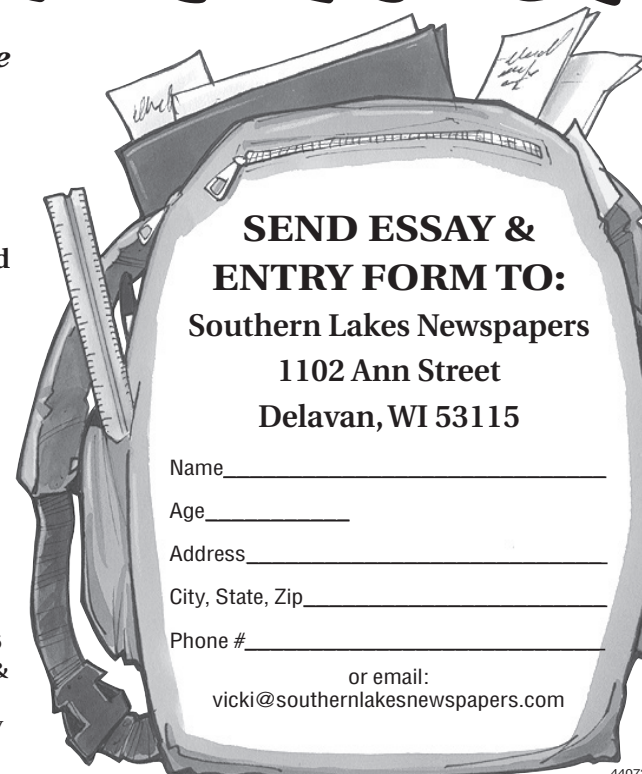 SEND ESSAY &
ENTRY FORM TO:
Southern Lakes Newspapers
1102 Ann Street
Delavan, WI 53115
Name
Age
Address
City, State, Zip
Phone #
or email:
vicki@southernlakesnewspapers.com
&